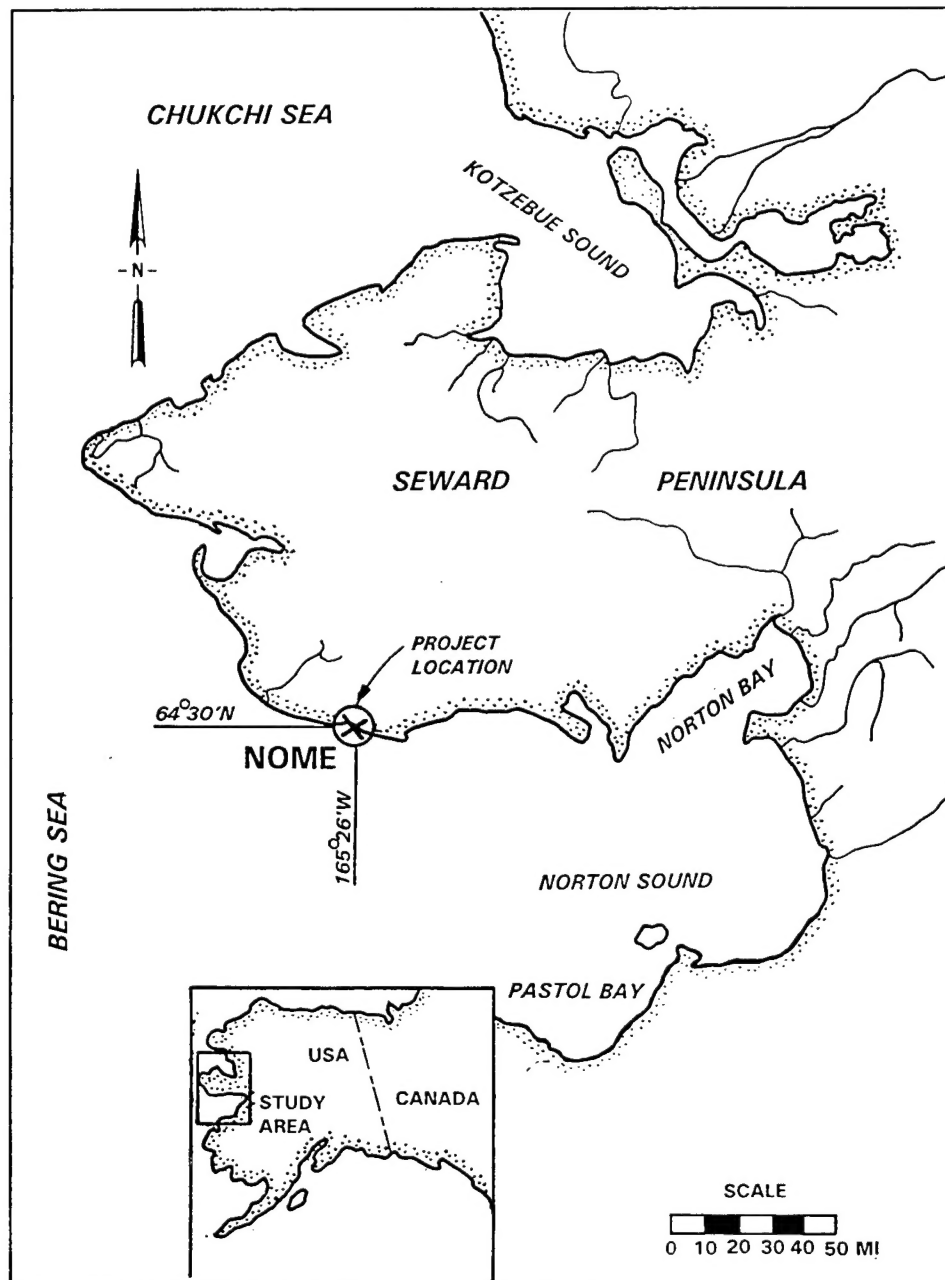 CHUKCHI SEA
KOTZEBUE SOUND
-N-
SEWARD PENINSULA
PROJECT
LOCATION
NORTON BAY
64°30'N
NOME
165°26'W
BERING SEA
NORTON SOUND
PASTOL BAY
USA
CANADA
STUDY
AREA
SCALE
0 10 20 30 40 50 MI